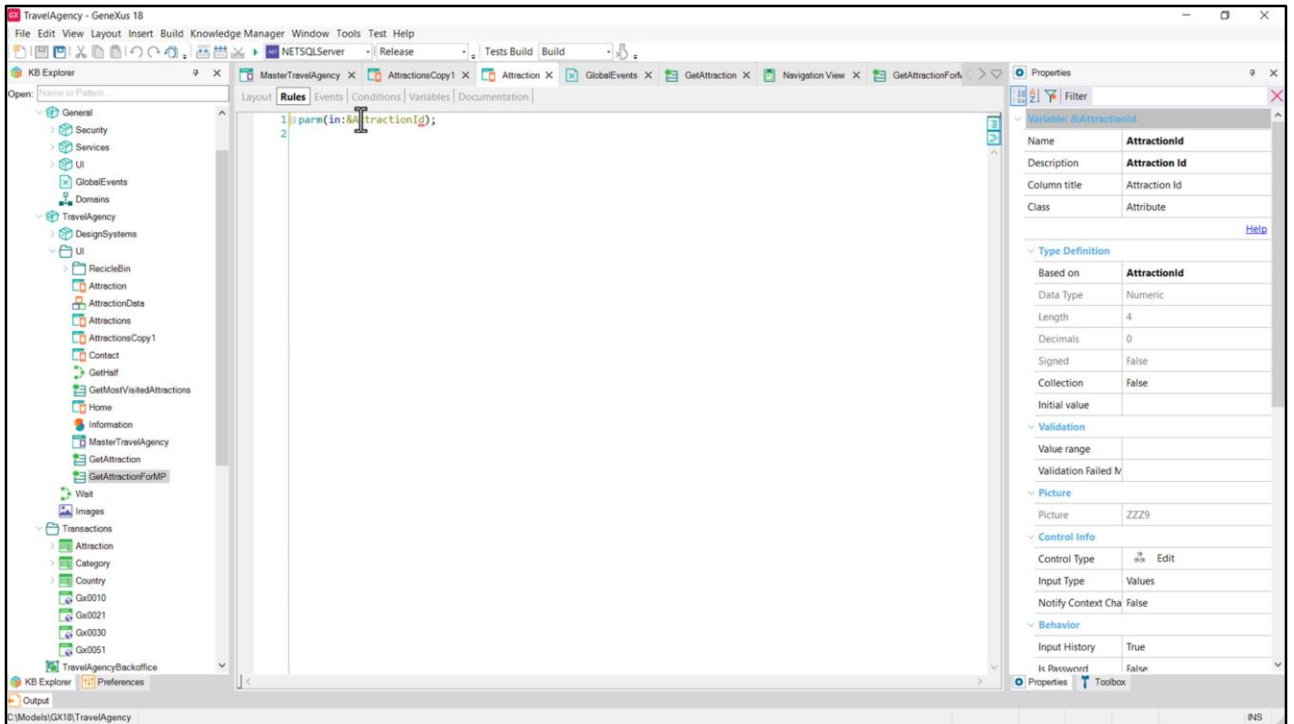 TravelAgency - GeneXus 18
File Edit View Layout Insert Build Knowledge Manager Window Tools Test Help
NETSQLServer Release Tests Build Build
KB Explorer
MasterTravelAgency AttractionsCopy1 Attraction GlobalEvents GetAttraction Navigation View GetAttractionForM
Properties
Open: Name or Pattern...
Layout Rules Events Conditions Variables Documentation
Filter
General
Security
Services
UI
GlobalEvents
Domains
TravelAgency
DesignSystems
UI
RecicleBin
Attraction
AttractionData
Attractions
AttractionsCopy1
Contact
GetHalf
GetMostVisitedAttractions
Home
Information
MasterTravelAgency
GetAttraction
GetAttractionForMP
Wait
Images
Transactions
Attraction
Category
Country
Gx0010
Gx0021
Gx0030
Gx0051
TravelAgencyBackoffice
KB Explorer Preferences
1 parm(in:&AttractionId);
2
Variable: &AttractionId
Name AttractionId
Description Attraction Id
Column title Attraction Id
Class Attribute
Help
Type Definition
Based on AttractionId
Data Type Numeric
Length 4
Decimals 0
Signed False
Collection False
Initial value
Validation
Value range
Validation Failed M
Picture
Picture ZZZ9
Control Info
Control Type Edit
Input Type Values
Notify Context Cha False
Behavior
Input History True
Is Password False
Properties Toolbox
Output
C:\Models\GX18\TravelAgency
INS